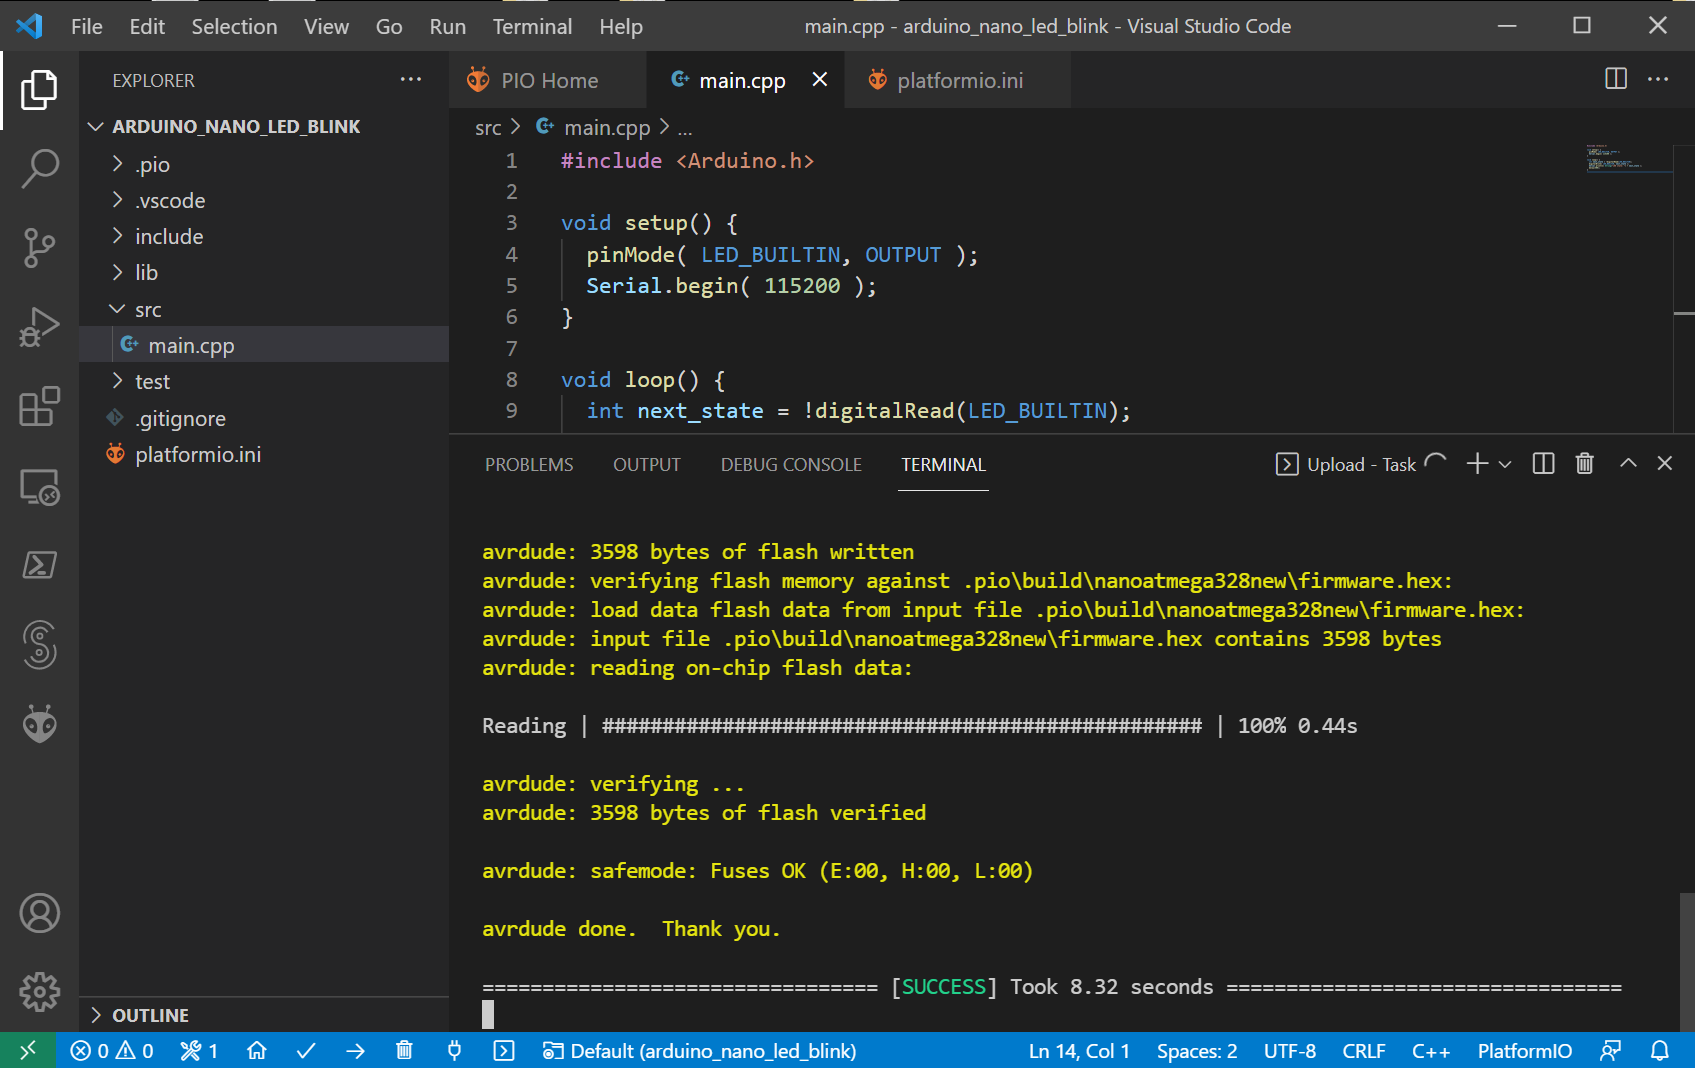 File Edit Selection View Go Run Terminal Help main.cpp - arduino_nano_led_blink - Visual Studio Code
EXPLORER
ARDUINO_NANO_LED_BLINK
.pio
.vscode
include
lib
src
main.cpp
test
.gitignore
platformio.ini
OUTLINE
PIO Home main.cpp platformio.ini
src > main.cpp > ...
1 #include <Arduino.h>
2
3 void setup() {
4 pinMode( LED_BUILTIN, OUTPUT );
5 Serial.begin( 115200 );
6 }
7
8 void loop() {
9 int next_state = !digitalRead(LED_BUILTIN);
PROBLEMS OUTPUT DEBUG CONSOLE TERMINAL Upload - Task
avrdude: 3598 bytes of flash written
avrdude: verifying flash memory against .pio\build\nanoatmega328new\firmware.hex:
avrdude: load data flash data from input file .pio\build\nanoatmega328new\firmware.hex:
avrdude: input file .pio\build\nanoatmega328new\firmware.hex contains 3598 bytes
avrdude: reading on-chip flash data:
Reading | ################################################## | 100% 0.44s
avrdude: verifying ...
avrdude: 3598 bytes of flash verified
avrdude: safemode: Fuses OK (E:00, H:00, L:00)
avrdude done.  Thank you.
================================= [SUCCESS] Took 8.32 seconds =================================
0 0 1 Default (arduino_nano_led_blink) Ln 14, Col 1 Spaces: 2 UTF-8 CRLF C++ PlatformIO